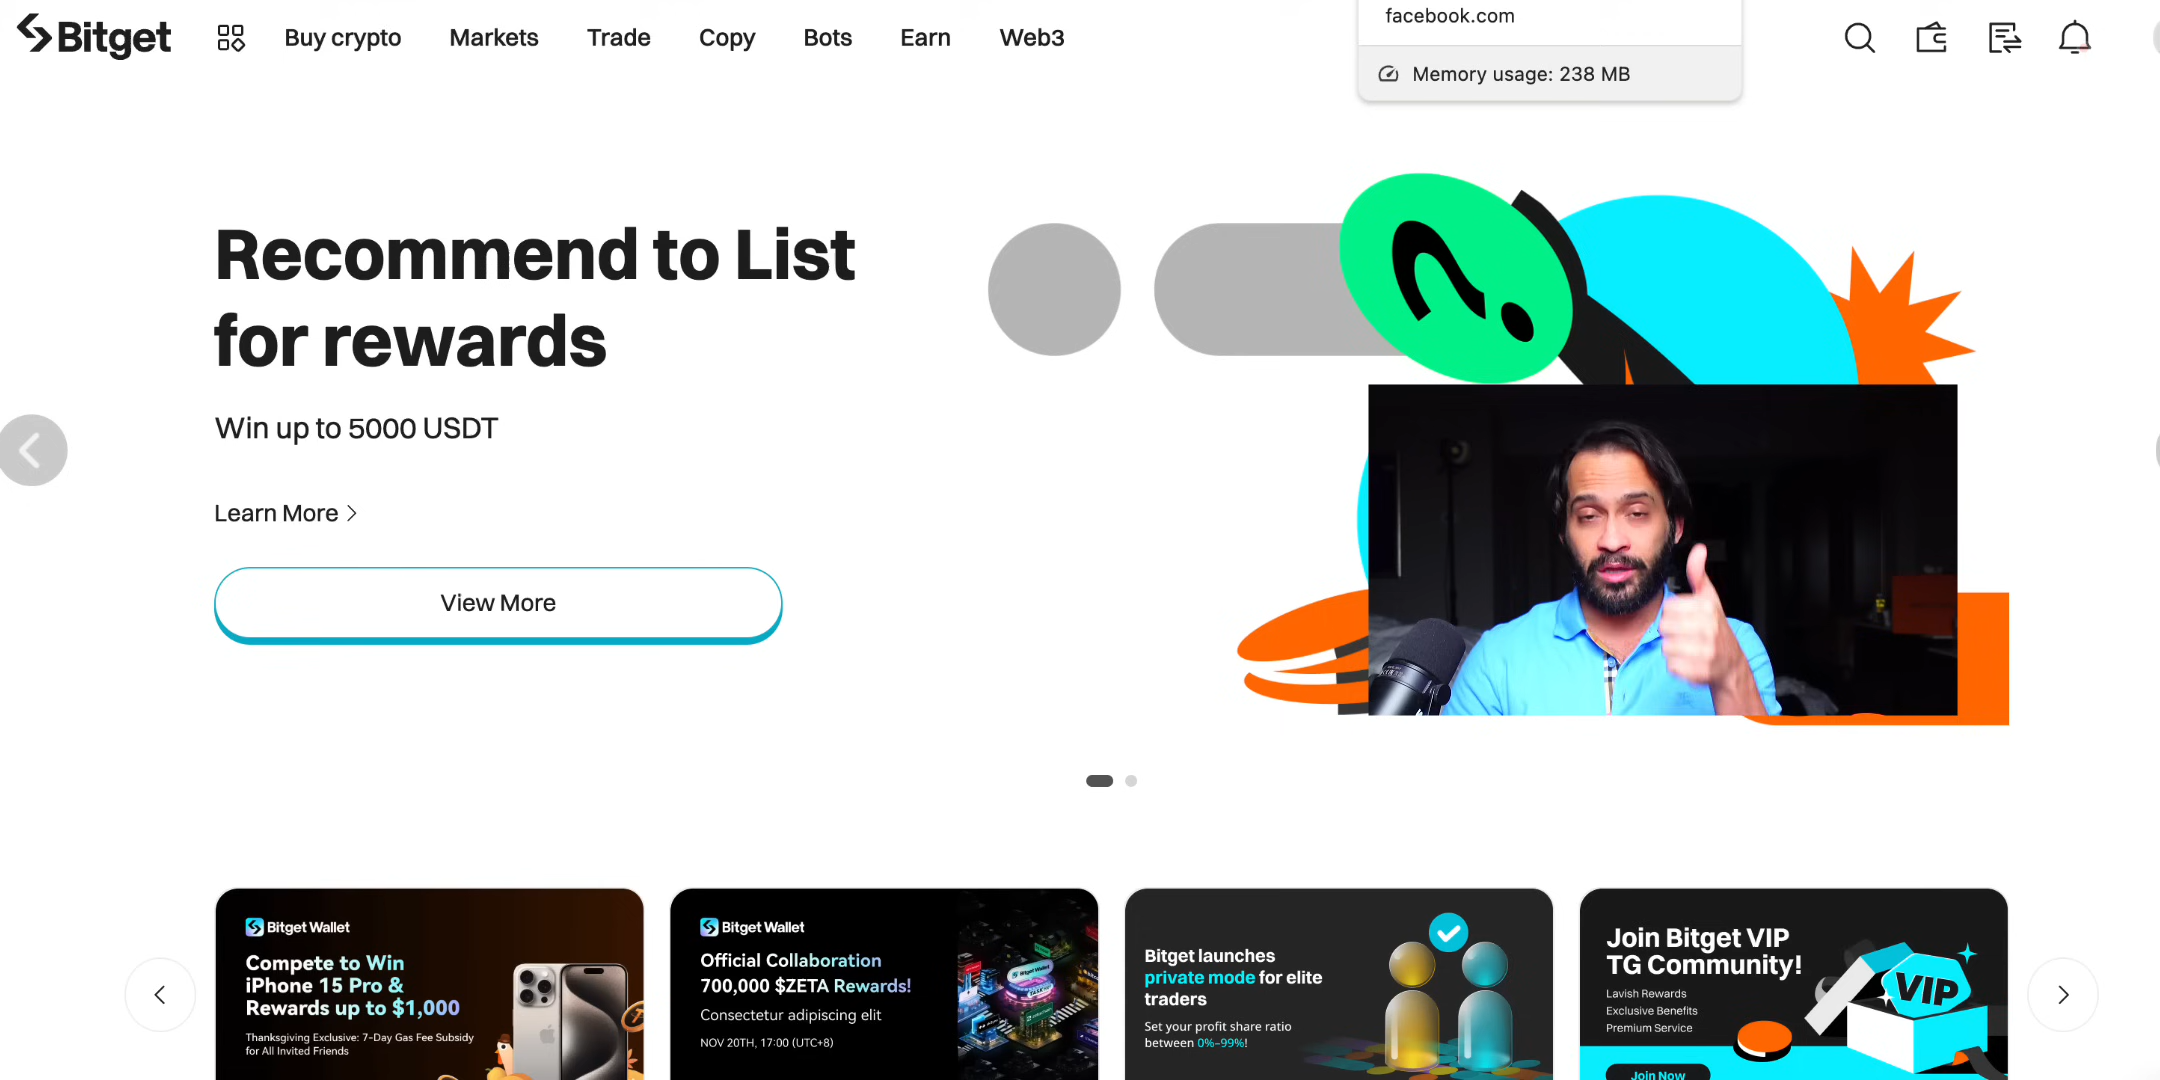 Bitget
Buy crypto
Markets
Trade
Copy
Bots
Earn
Web3
facebook.com
Memory usage: 238 MB
Recommend to List
for rewards
Win up to 5000 USDT
Learn More
View More
?
Bitget Wallet
Compete to Win
iPhone 15 Pro &
Rewards up to $1,000
Thanksgiving Exclusive: 7-Day Gas Fee Subsidy
for All Invited Friends
Bitget Wallet
Official Collaboration
700,000 $ZETA Rewards!
Consectetur adipiscing elit
NOV 20TH, 17:00 (UTC+8)
Bitget Wallet
Bitget launches
private mode for elite
traders
Set your profit share ratio
between 0%-99%!
Join Bitget VIP
TG Community!
Lavish Rewards
Exclusive Benefits
Premium Service
VIP
Join Now